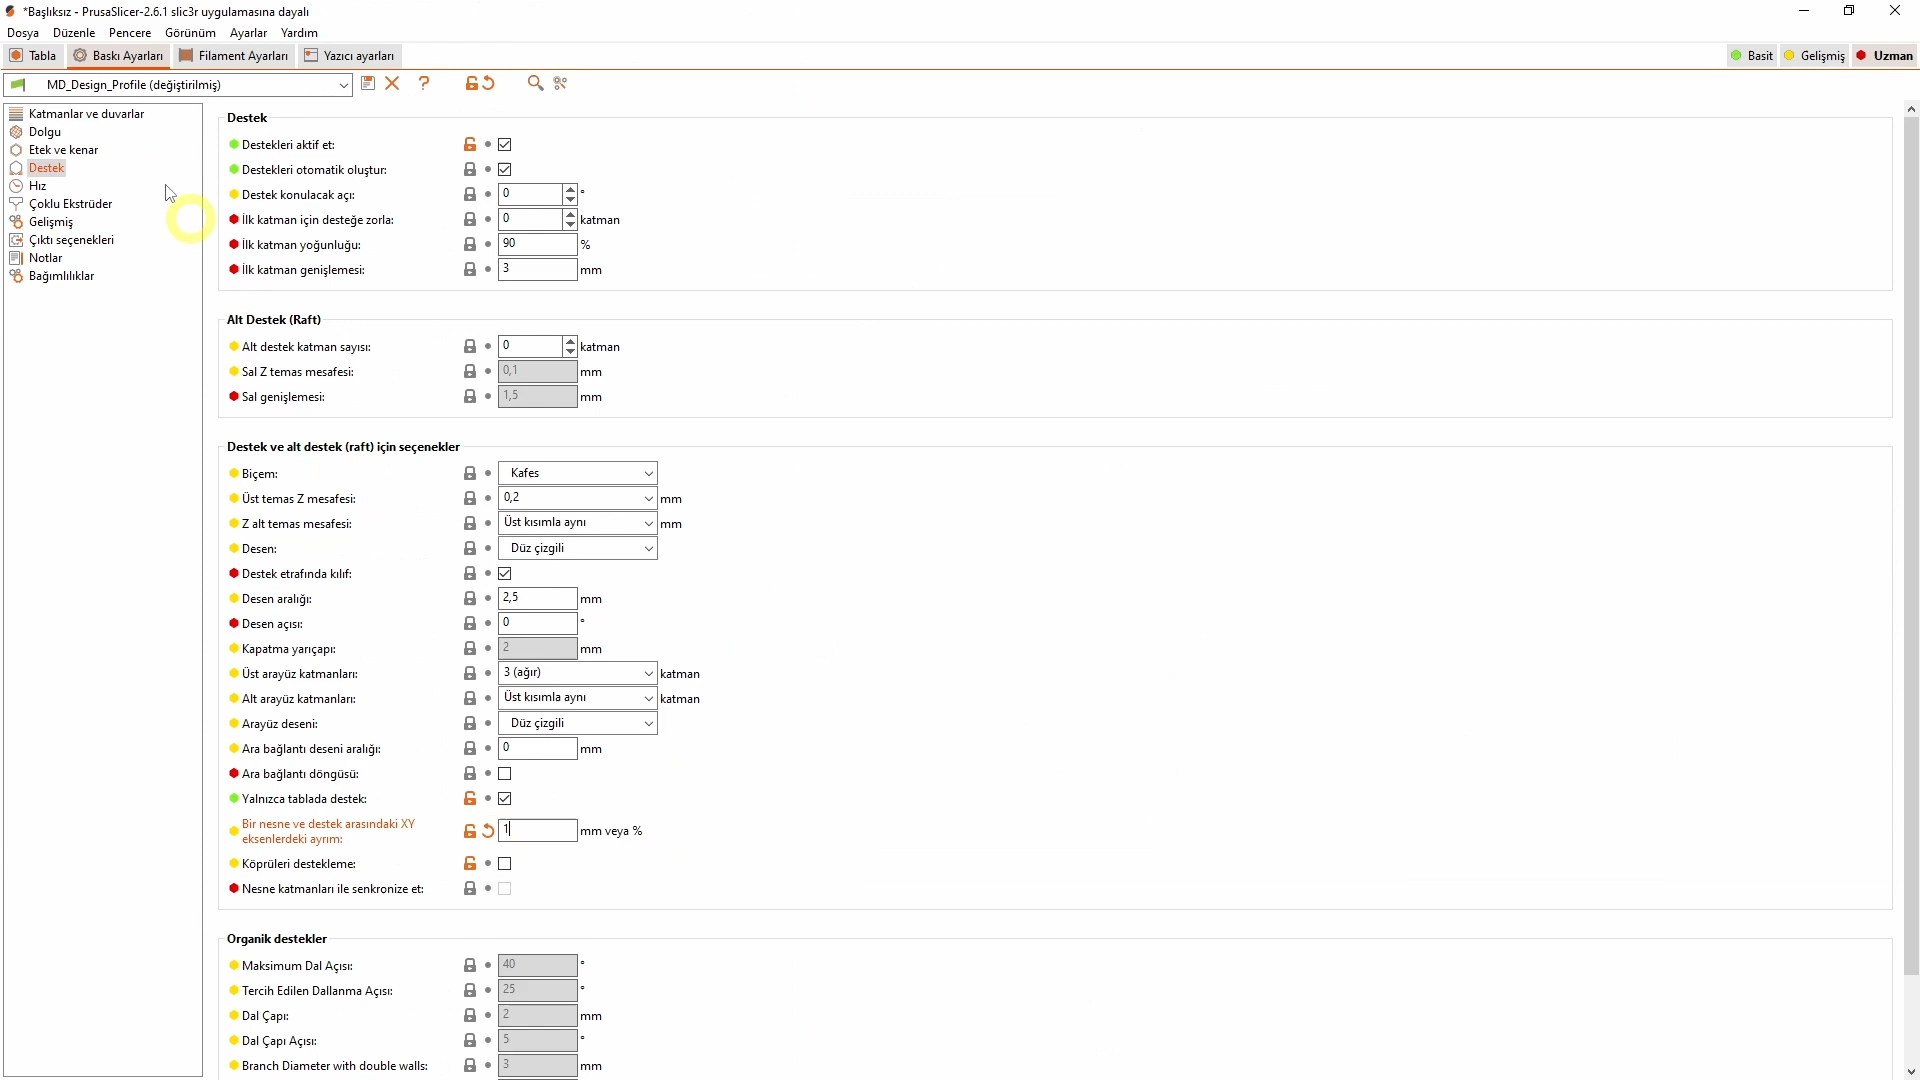 *Başlıksız - PrusaSlicer-2.6.1 slic3r uygulamasına dayalı
Dosya Düzenle Pencere Görünüm Ayarlar Yardım
Tabla Baskı Ayarları Filament Ayarları Yazıcı ayarları Basit Gelişmiş Uzman
MD_Design_Profile (değiştirilmiş)
Katmanlar ve duvarlar
Dolgu
Etek ve kenar
Destek
Hız
Çoklu Ekstrüder
Gelişmiş
Çıktı seçenekleri
Notlar
Bağımlılıklar
Destek
Destekleri aktif et:
Destekleri otomatik oluştur:
Destek konulacak açı: 0 °
İlk katman için desteğe zorla: 0 katman
İlk katman yoğunluğu: 90 %
İlk katman genişlemesi: 3 mm
Alt Destek (Raft)
Alt destek katman sayısı: 0 katman
Sal Z temas mesafesi: 0,1 mm
Sal genişlemesi: 1,5 mm
Destek ve alt destek (raft) için seçenekler
Biçem: Kafes
Üst temas Z mesafesi: 0,2 mm
Z alt temas mesafesi: Üst kısımla aynı mm
Desen: Düz çizgili
Destek etrafında kılıf:
Desen aralığı: 2,5 mm
Desen açısı: 0 °
Kapatma yarıçapı: 2 mm
Üst arayüz katmanları: 3 (ağır) katman
Alt arayüz katmanları: Üst kısımla aynı katman
Arayüz deseni: Düz çizgili
Ara bağlantı deseni aralığı: 0 mm
Ara bağlantı döngüsü:
Yalnızca tablada destek:
Bir nesne ve destek arasındaki XY
eksenlerdeki ayrım: 1 mm veya %
Köprüleri destekleme:
Nesne katmanları ile senkronize et:
Organik destekler
Maksimum Dal Açısı: 40 °
Tercih Edilen Dallanma Açısı: 25 °
Dal Çapı: 2 mm
Dal Çapı Açısı: 5 °
Branch Diameter with double walls: 3 mm